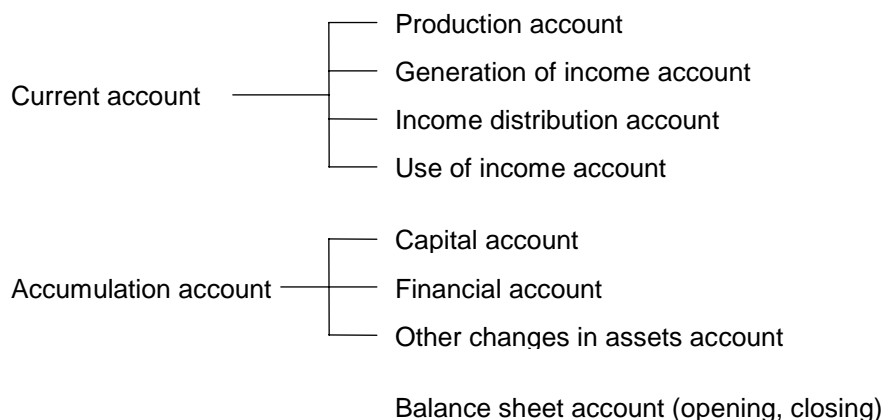 Production account
Generation of income account
Current account
Income distribution account
Use of income account
Capital account
Accumulation account
Financial account
Other changes in assets account
Balance sheet account (opening, closing)